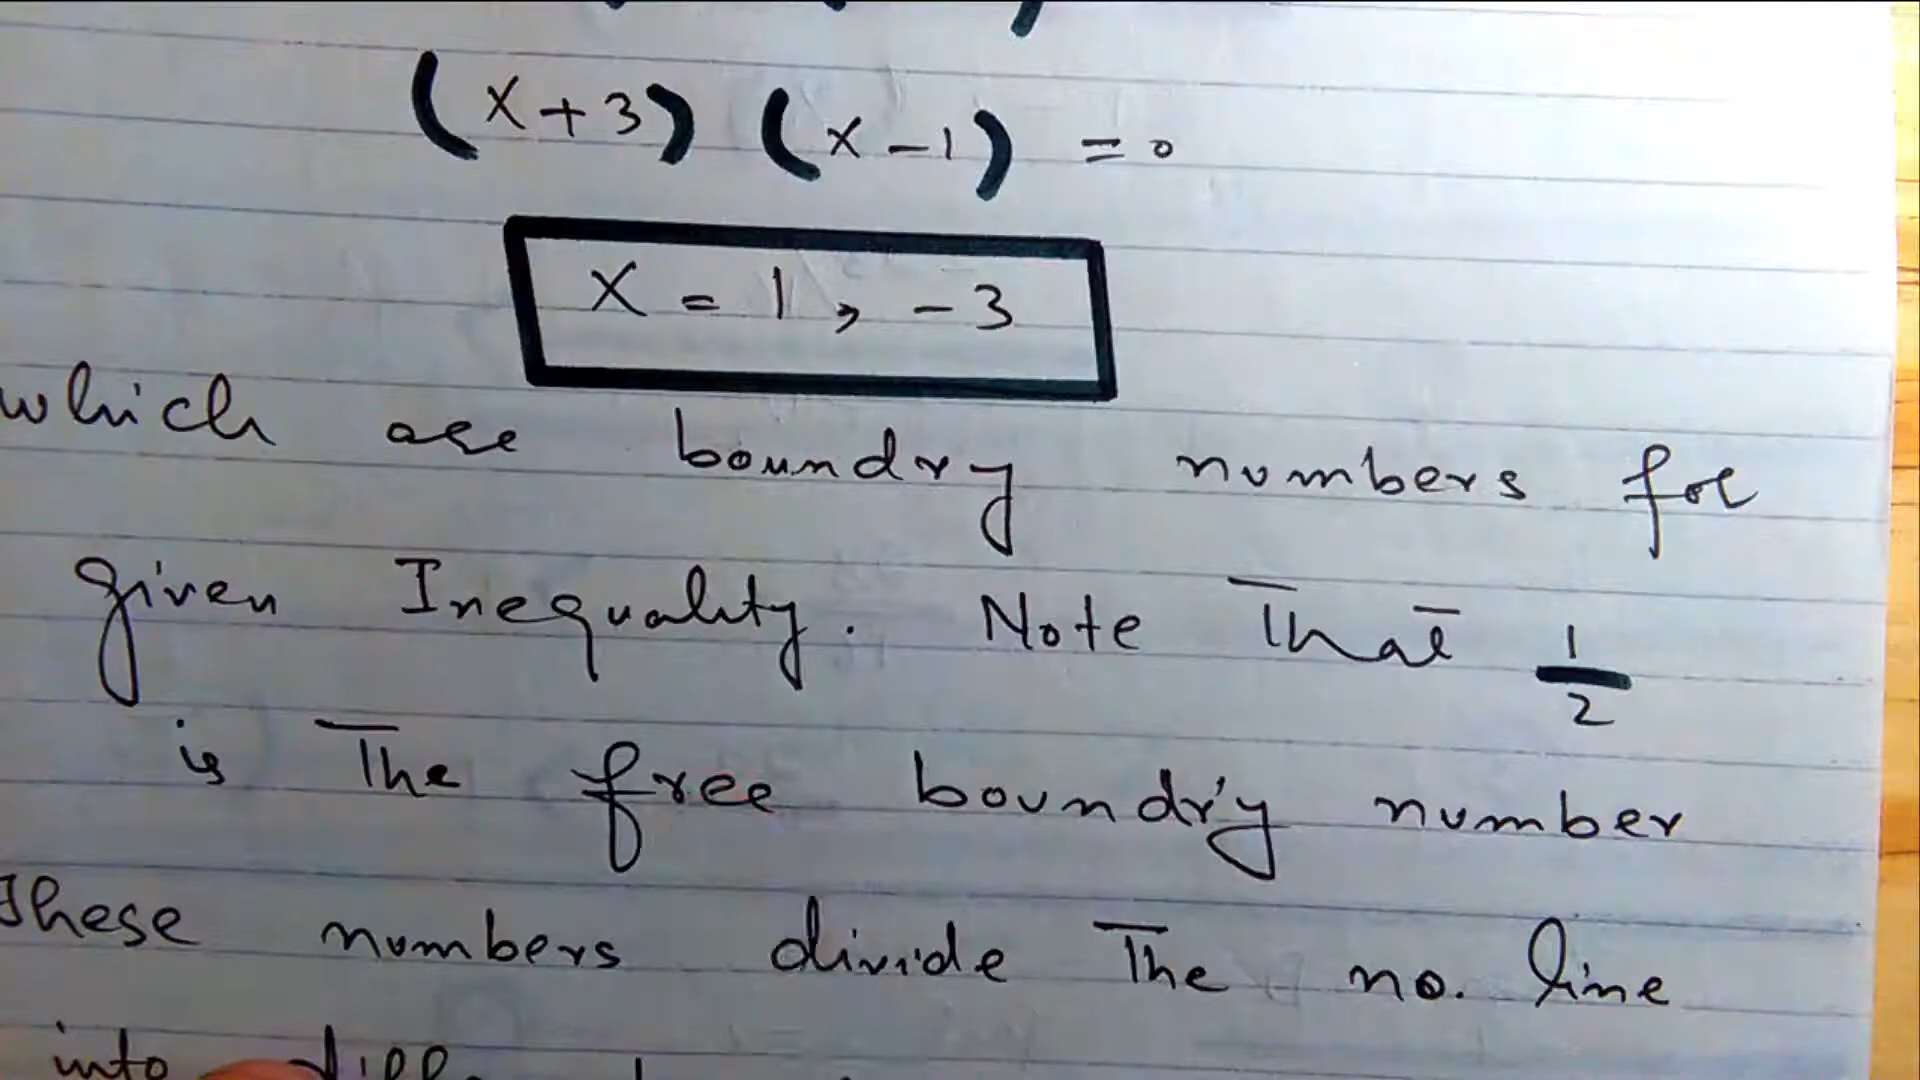 (x+3) (x-1) = 0
x = 1, -3
which are boundry numbers for
given Inequality. Note That 1/2
is The free boundry number
These numbers divide The no. line
into